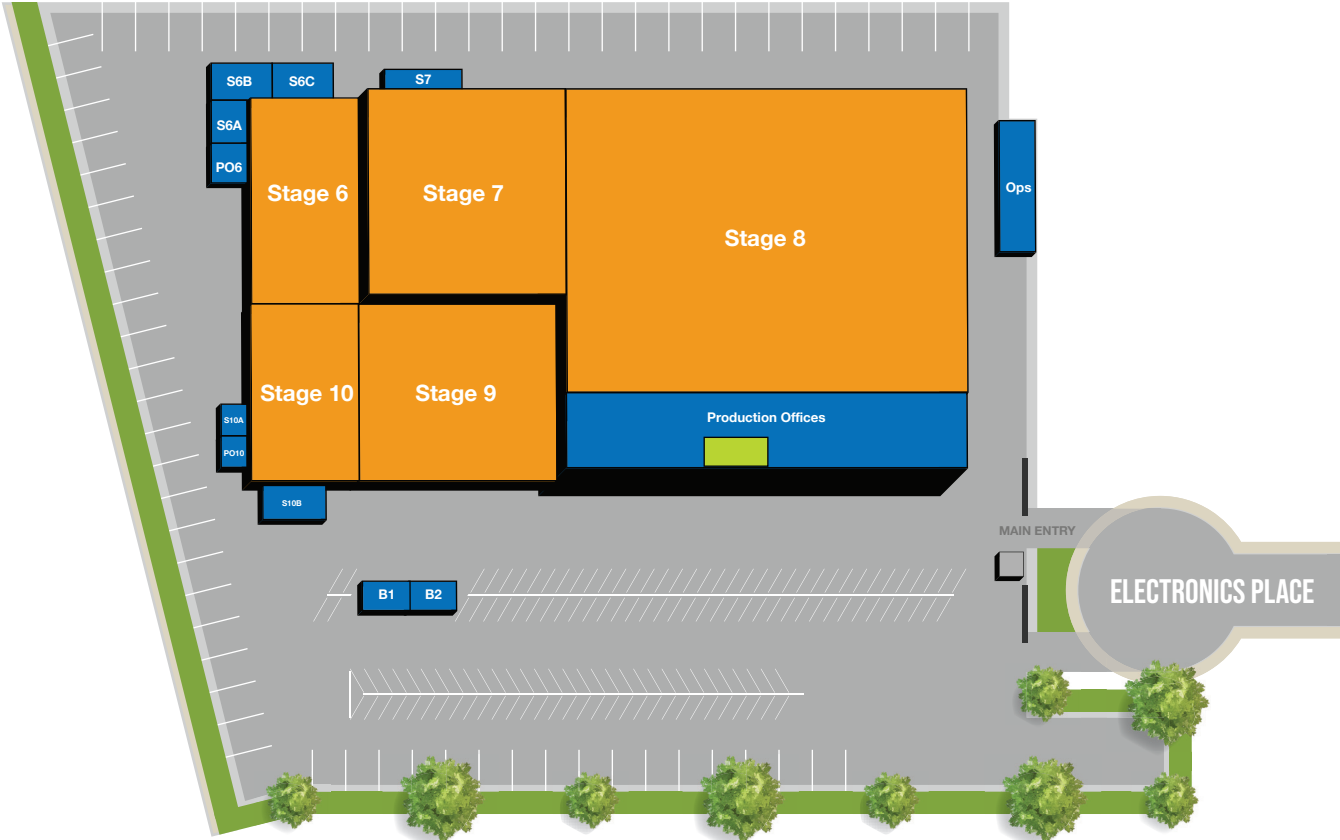 S6B
S6C
S7
S6A
PO6
Stage 6
Stage 7
Stage 8
Ops
Stage 10
Stage 9
S10A
PO10
Production Offices
S10B
MAIN ENTRY
B1
B2
ELECTRONICS PLACE